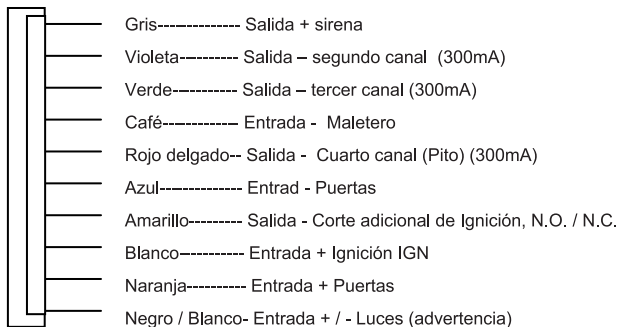 Gris-------------- Salida + sirena
Violeta----------- Salida – segundo canal (300mA)
Verde----------- Salida – tercer canal (300mA)
Café------------- Entrada - Maletero
Rojo delgado-- Salida - Cuarto canal (Pito) (300mA)
Azul-------------- Entrad - Puertas
Amarillo--------- Salida - Corte adicional de Ignición, N.O. / N.C.
Blanco----------- Entrada + Ignición IGN
Naranja---------- Entrada + Puertas
Negro / Blanco- Entrada + / - Luces (advertencia)